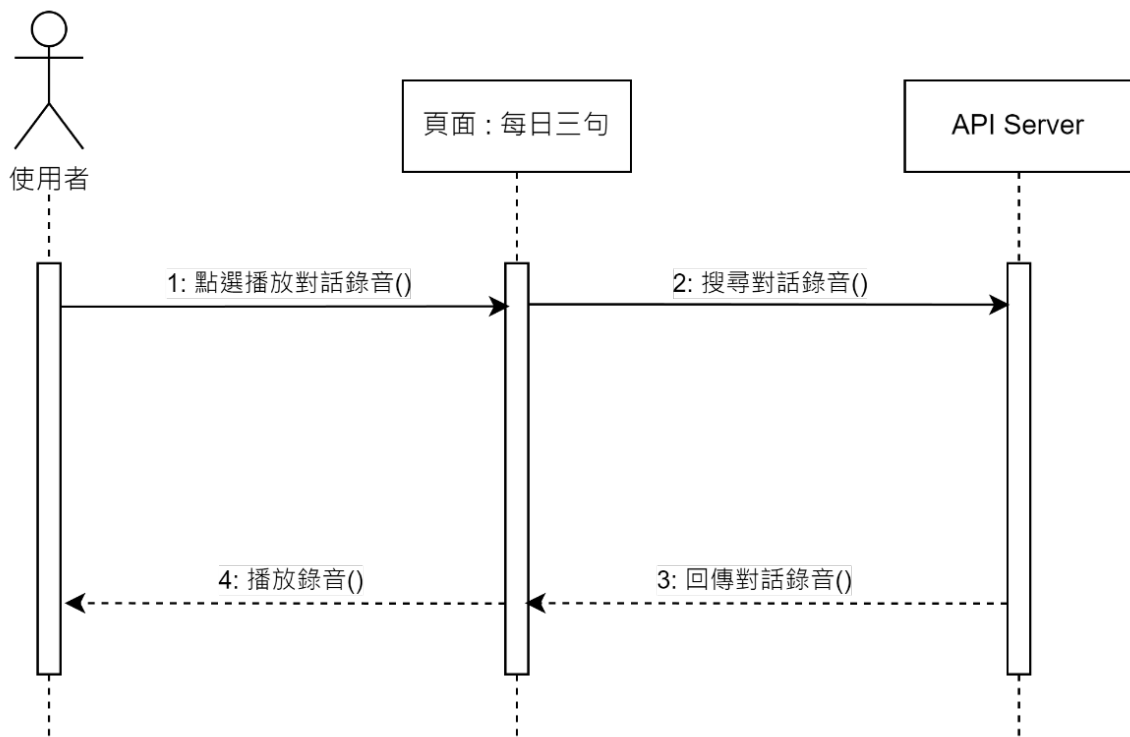 頁面 : 每日三句
API Server
使用者
1: 點選播放對話錄音()
2: 搜尋對話錄音()
4: 播放錄音()
3: 回傳對話錄音()